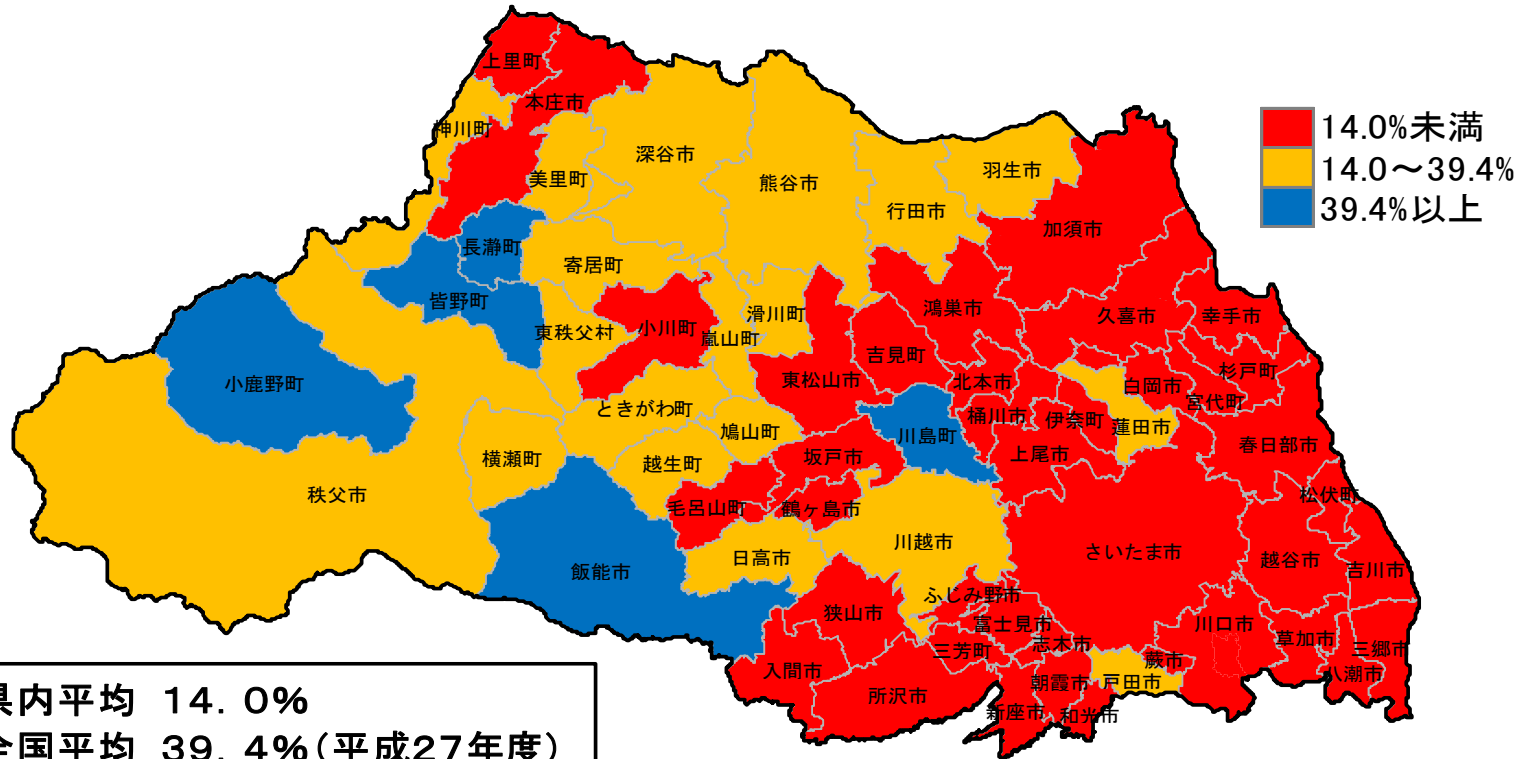 上里町
本庄市
神川町
美里町
深谷市
熊谷市
行田市
羽生市
加須市
14.0%未満
14.0～39.4%
39.4%以上
長瀞町
皆野町
寄居町
東秩父村
小川町
嵐山町
滑川町
鴻巣市
久喜市
幸手市
小鹿野町
東松山市
吉見町
北本市
白岡市
杉戸町
宮代町
ときがわ町
鳩山町
川島町
桶川市
伊奈町
蓮田市
春日部市
秩父市
横瀬町
越生町
坂戸市
上尾市
松伏町
毛呂山町
鶴ヶ島市
飯能市
日高市
川越市
さいたま市
越谷市
吉川市
狭山市
ふじみ野市
富士見市
志木市
川口市
草加市
三郷市
入間市
三芳町
所沢市
朝霞市
戸田市
蕨市
八潮市
新座市
和光市
県内平均 14.0%
全国平均 39.4%(平成27年度)